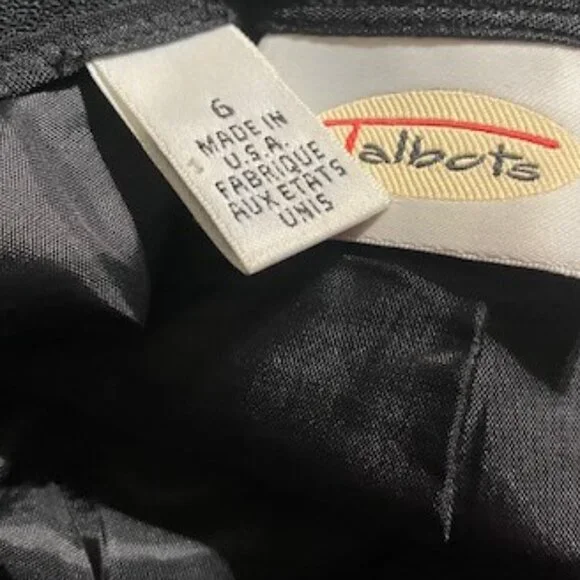 6
MADE IN
U.S.A.
FABRIQUE
AUX ETATS
UNIS
Talbots